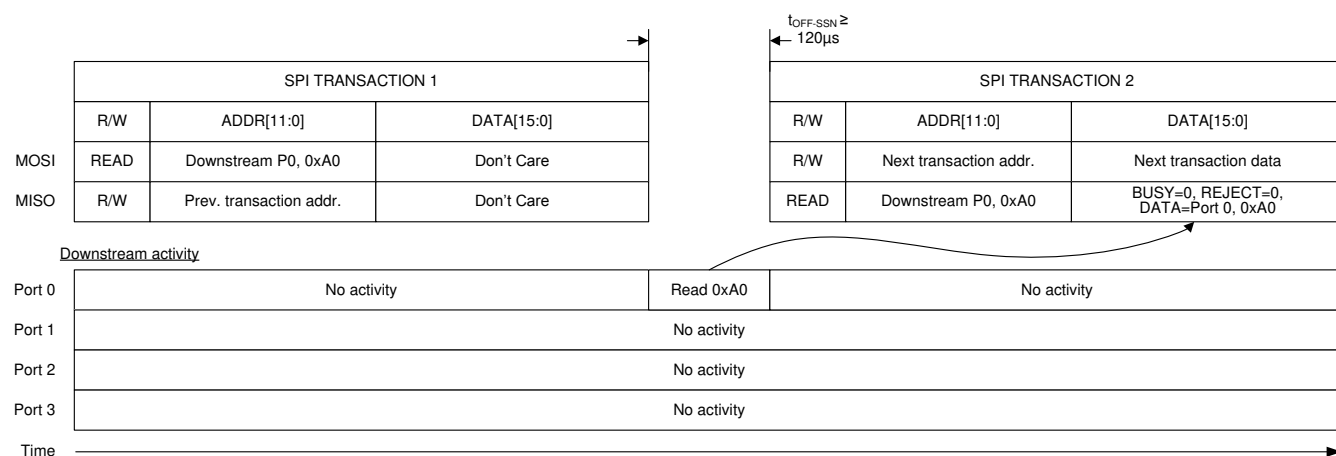 tOFF-SSN ≥
120µs
SPI TRANSACTION 1
SPI TRANSACTION 2
R/W ADDR[11:0] DATA[15:0]
R/W ADDR[11:0] DATA[15:0]
MOSI READ Downstream P0, 0xA0 Don't Care
R/W Next transaction addr. Next transaction data
MISO R/W Prev. transaction addr. Don't Care
READ Downstream P0, 0xA0 BUSY=0, REJECT=0,
DATA=Port 0, 0xA0
Downstream activity
Port 0 No activity Read 0xA0 No activity
Port 1 No activity
Port 2 No activity
Port 3 No activity
Time